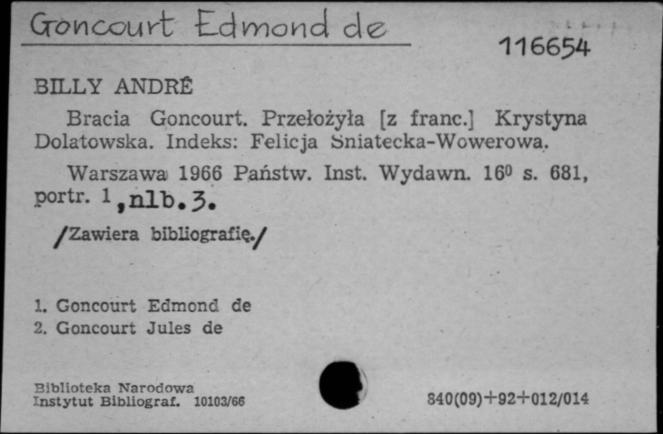 Goncourt Edmond de
116654
BILLY ANDRÉ
Bracia Goncourt. Przełożyła [z franc.] Krystyna
Dolatowska. Indeks: Felicja Śniatecka-Wowerowa.
Warszawa 1966 Państw. Inst. Wydawn. 16⁰ s. 681,
portr. 1, nlb. 3.
/Zawiera bibliografię./
1. Goncourt Edmond de
2. Goncourt Jules de
Biblioteka Narodowa
Instytut Bibliograf. 10103/66
840(09)+92+012/014